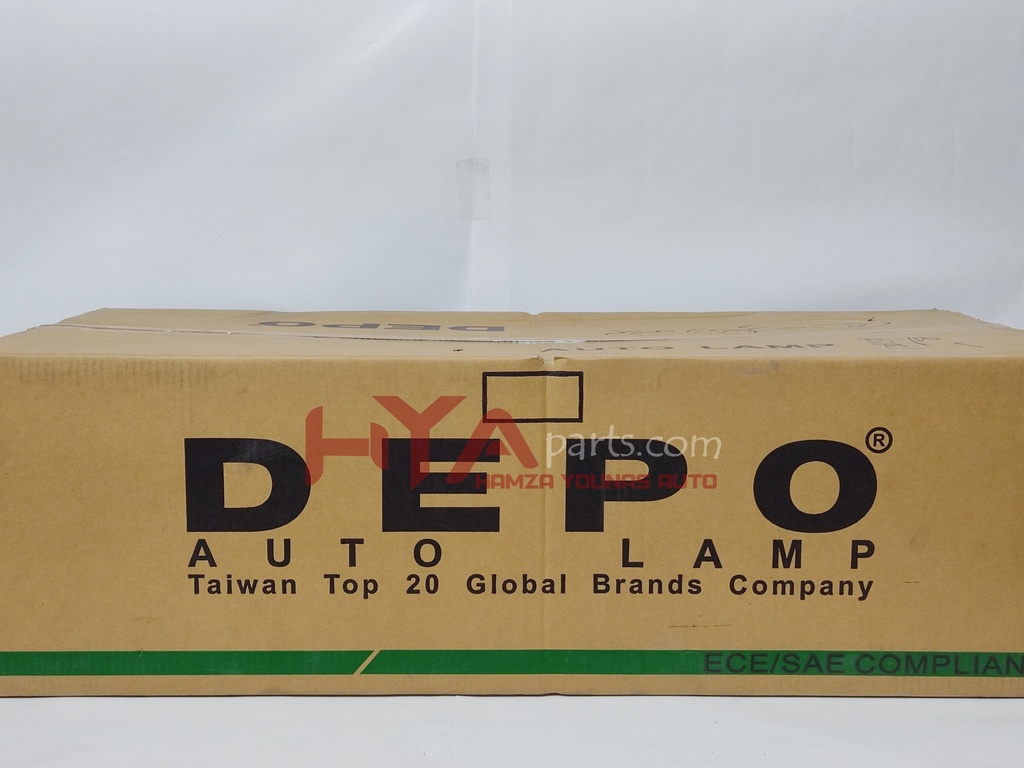 DEPO
AUTO LAMP
HYAparts.com
HAMZA YOUNAS AUTO
DEPO®
AUTO LAMP
Taiwan Top 20 Global Brands Company
ECE/SAE COMPLIAN